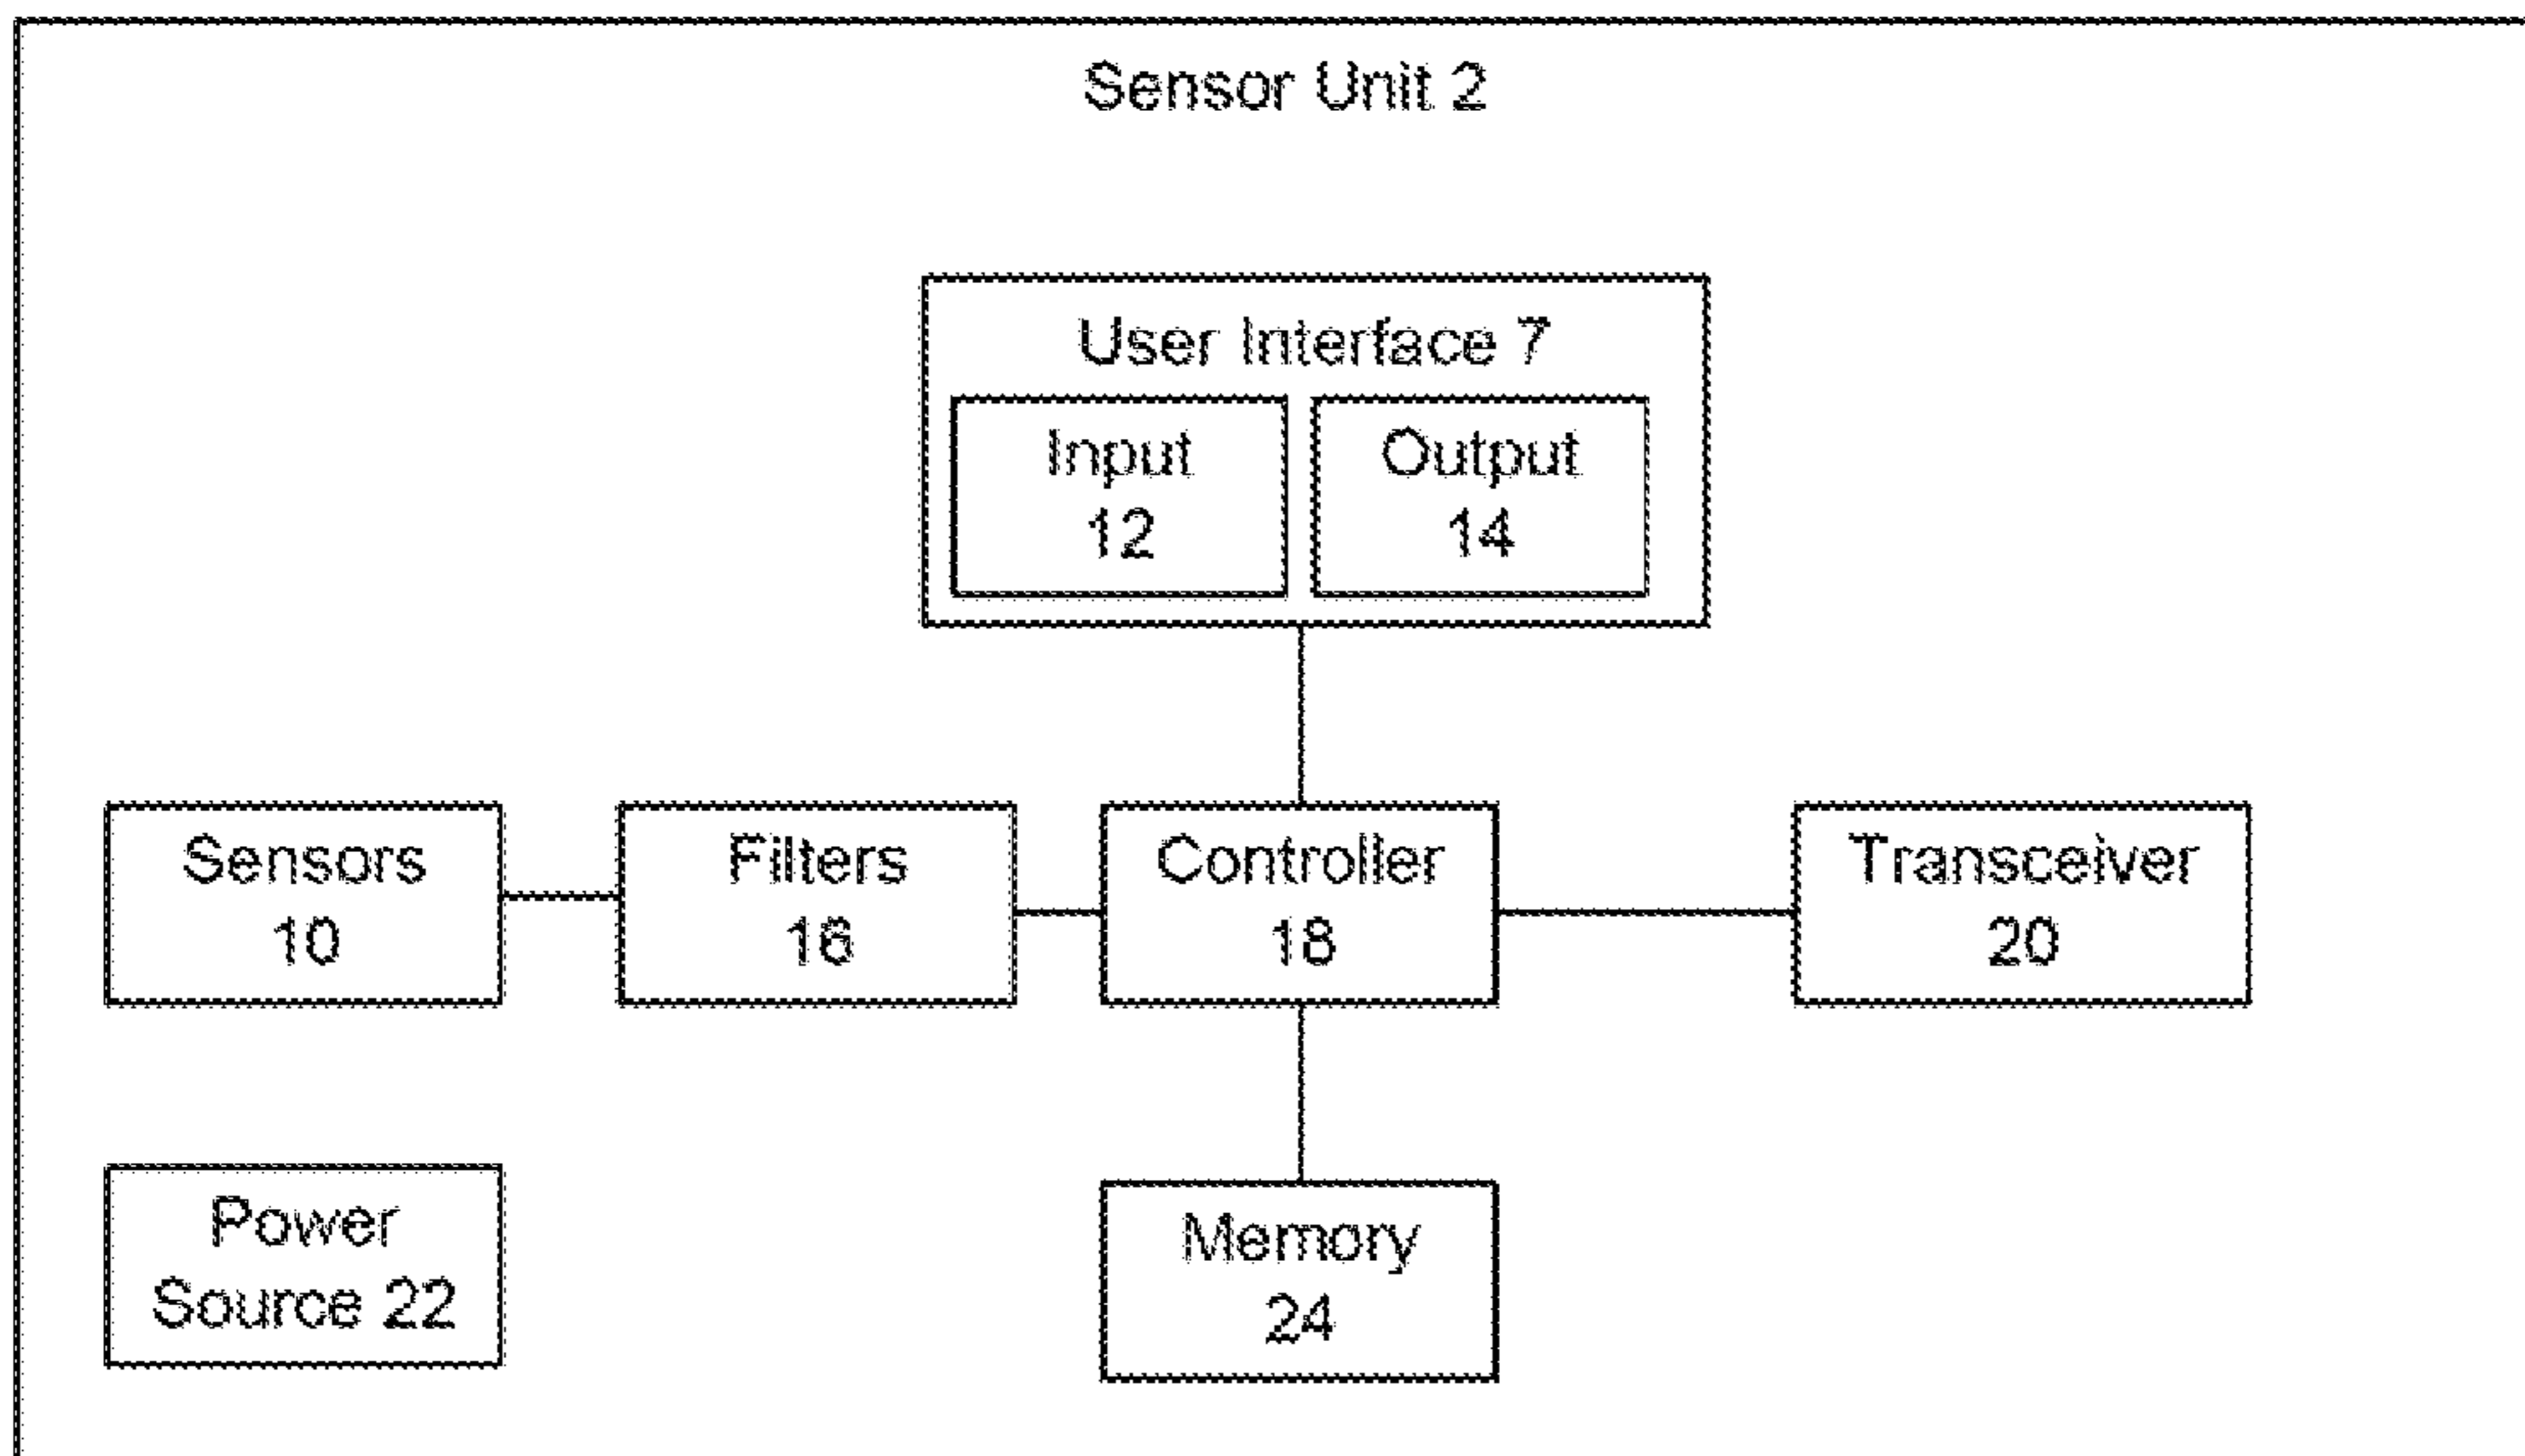 Sensor Unit 2
User Interface 7
Input
12
Output
14
Sensors
10
Filters
16
Controller
18
Transceiver
20
Power
Source 22
Memory
24